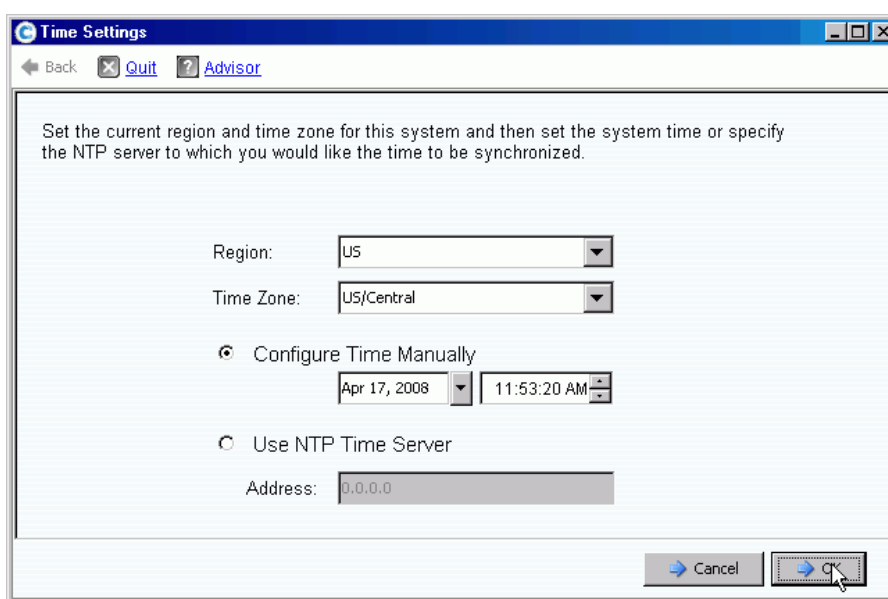 Time Settings
Back Quit Advisor
Set the current region and time zone for this system and then set the system time or specify
the NTP server to which you would like the time to be synchronized.
Region: US
Time Zone: US/Central
Configure Time Manually
Apr 17, 2008 11:53:20 AM
Use NTP Time Server
Address: 0.0.0.0
Cancel OK